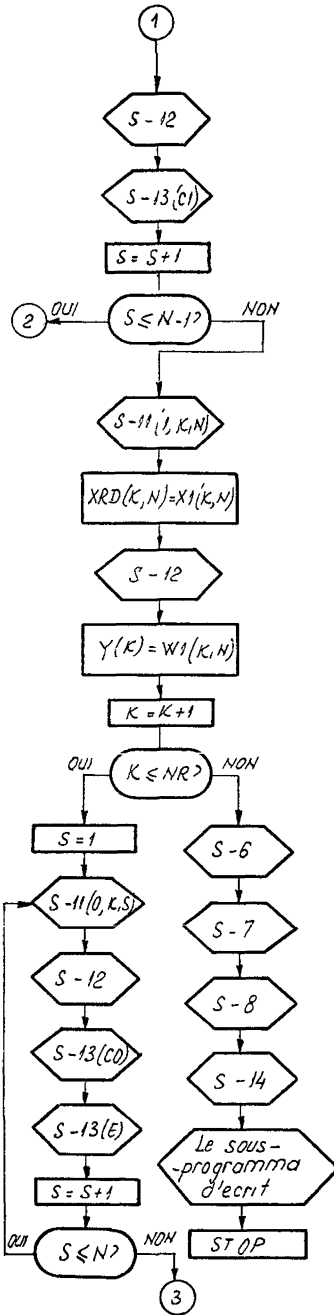 1
S-12
S-13(C1)
S = S+1
OUI
2
S ≤ N-1?
NON
S-11(1, K, N)
XRD(K,N)=X1(K,N)
S-12
Y(K) = W1(K,N)
K = K+1
OUI
K ≤ NR?
NON
S=1
S-6
S-11(0, K, S)
S-7
S-12
S-8
S-13(C0)
S-14
S-13(E)
Le sous-
-programma
d'ecrit
S = S+1
OUI
S ≤ N?
NON
STOP
3